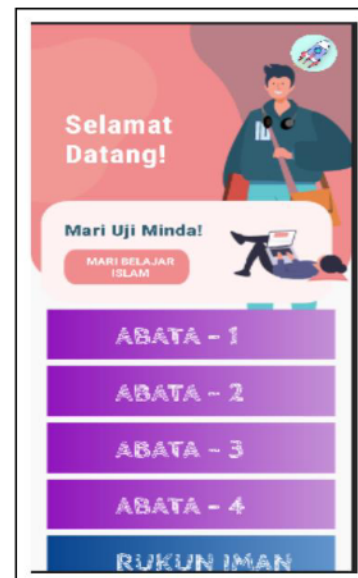 Selamat
Datang!
Mari Uji Minda!
MARI BELAJAR
ISLAM
ABATA - 1
ABATA - 2
ABATA - 3
ABATA - 4
RUKUN IMAN